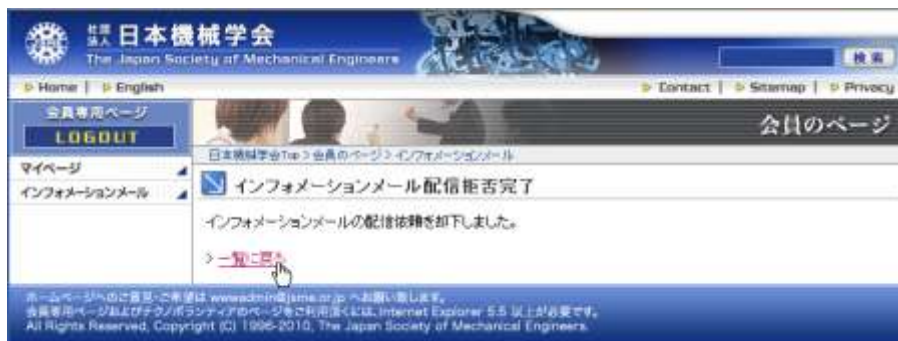 社団法人 日本機械学会
The Japan Society of Mechanical Engineers
検索
Home | English
Contact | Sitemap | Privacy
会員専用ページ
LOGOUT
会員のページ
日本機械学会Top > 会員のページ > インフォメーションメール
マイページ
インフォメーションメール
インフォメーションメール配信拒否完了
インフォメーションメールの配信依頼を却下しました。
> 一覧に戻る
ホームページへのご意見・ご希望は wwwadmin@jsme.or.jp へお願い致します。
会員専用ページおよびテクノボランティアのページをご利用頂くには、Internet Explorer 5.5 以上が必要です。
All Rights Reserved, Copyright (C) 1996-2010, The Japan Society of Mechanical Engineers.